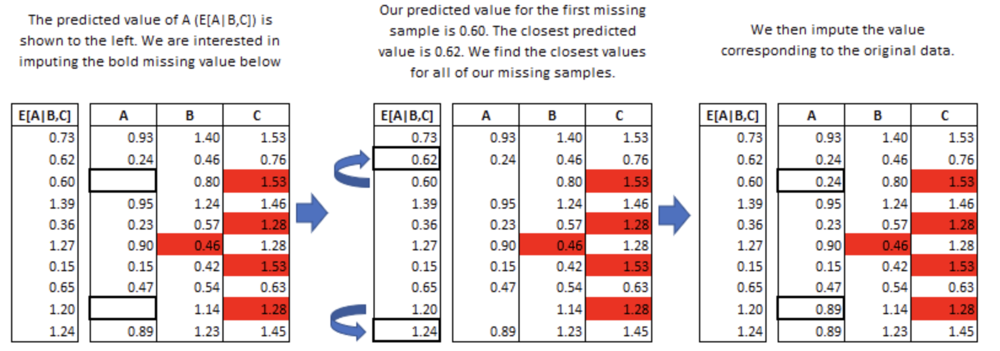 The predicted value of A (E[A|B,C]) is
shown to the left. We are interested in
imputing the bold missing value below
Our predicted value for the first missing
sample is 0.60. The closest predicted
value is 0.62. We find the closest values
for all of our missing samples.
We then impute the value
corresponding to the original data.
E[A|B,C] A B C
0.73 0.93 1.40 1.53
0.62 0.24 0.46 0.76
0.60 0.80 1.53
1.39 0.95 1.24 1.46
0.36 0.23 0.57 1.28
1.27 0.90 0.46 1.28
0.15 0.15 0.42 1.53
0.65 0.47 0.54 0.63
1.20 1.14 1.28
1.24 0.89 1.23 1.45
E[A|B,C] A B C
0.73 0.93 1.40 1.53
0.62 0.24 0.46 0.76
0.60 0.80 1.53
1.39 0.95 1.24 1.46
0.36 0.23 0.57 1.28
1.27 0.90 0.46 1.28
0.15 0.15 0.42 1.53
0.65 0.47 0.54 0.63
1.20 1.14 1.28
1.24 0.89 1.23 1.45
E[A|B,C] A B C
0.73 0.93 1.40 1.53
0.62 0.24 0.46 0.76
0.60 0.24 0.80 1.53
1.39 0.95 1.24 1.46
0.36 0.23 0.57 1.28
1.27 0.90 0.46 1.28
0.15 0.15 0.42 1.53
0.65 0.47 0.54 0.63
1.20 0.89 1.14 1.28
1.24 0.89 1.23 1.45